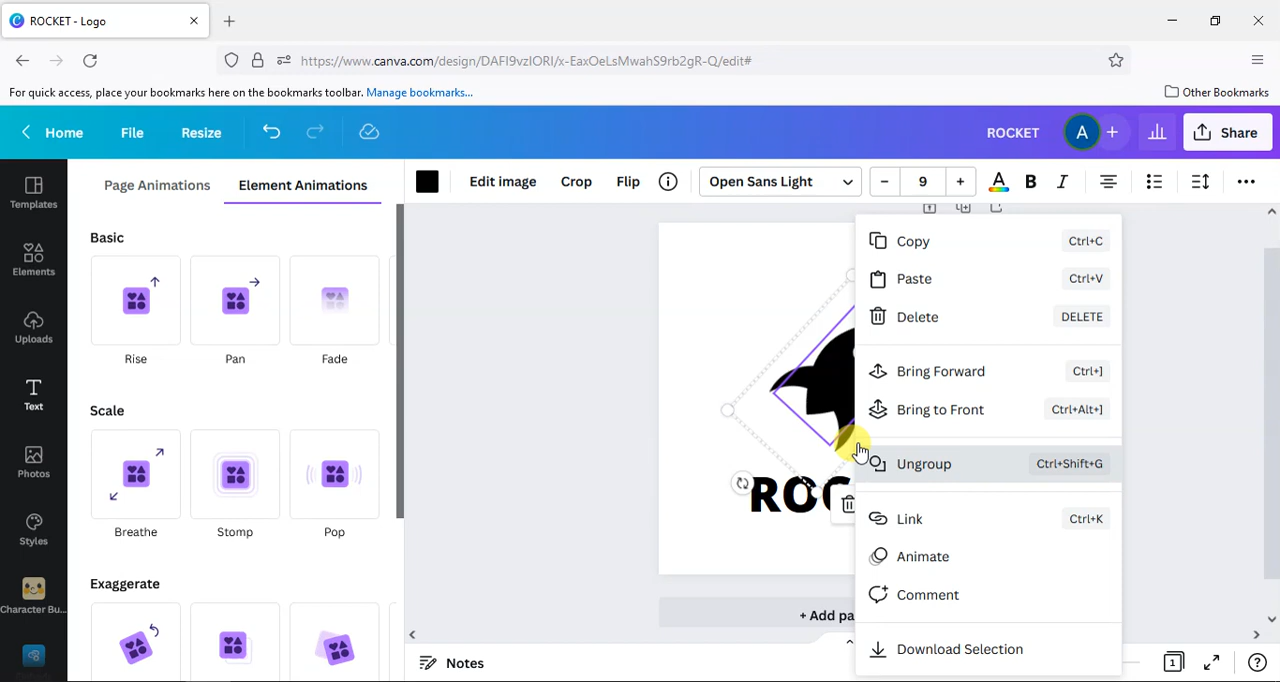 ROCKET - Logo
https://www.canva.com/design/DAFI9vzIORI/x-EaxOeLsMwahS9rb2gR-Q/edit#
For quick access, place your bookmarks here on the bookmarks toolbar. Manage bookmarks...
Other Bookmarks
Home
File
Resize
ROCKET
A
Share
Templates
Elements
Uploads
Text
Photos
Styles
Character Bu...
Page Animations
Element Animations
Basic
Rise
Pan
Fade
Scale
Breathe
Stomp
Pop
Exaggerate
Edit image
Crop
Flip
Open Sans Light
9
A
B
I
Copy Ctrl+C
Paste Ctrl+V
Delete DELETE
Bring Forward Ctrl+]
Bring to Front Ctrl+Alt+]
Ungroup Ctrl+Shift+G
Link Ctrl+K
Animate
Comment
Download Selection
ROC
+ Add pa
Notes
1